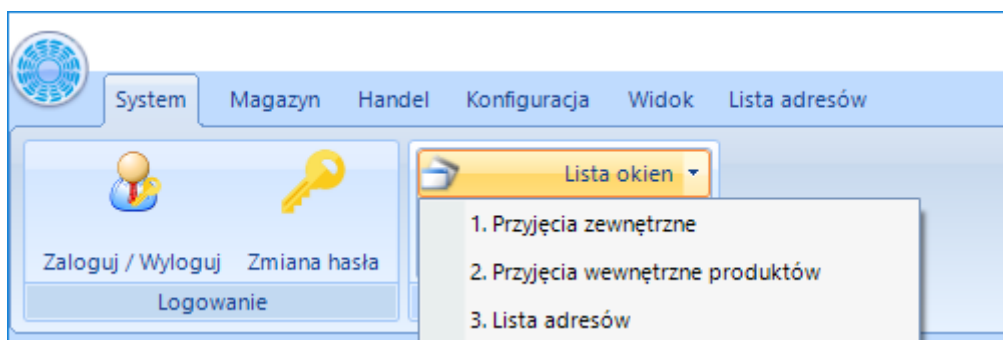 System Magazyn Handel Konfiguracja Widok Lista adresów
Lista okien
1. Przyjęcia zewnętrzne
Zaloguj / Wyloguj Zmiana hasła
2. Przyjęcia wewnętrzne produktów
Logowanie
3. Lista adresów